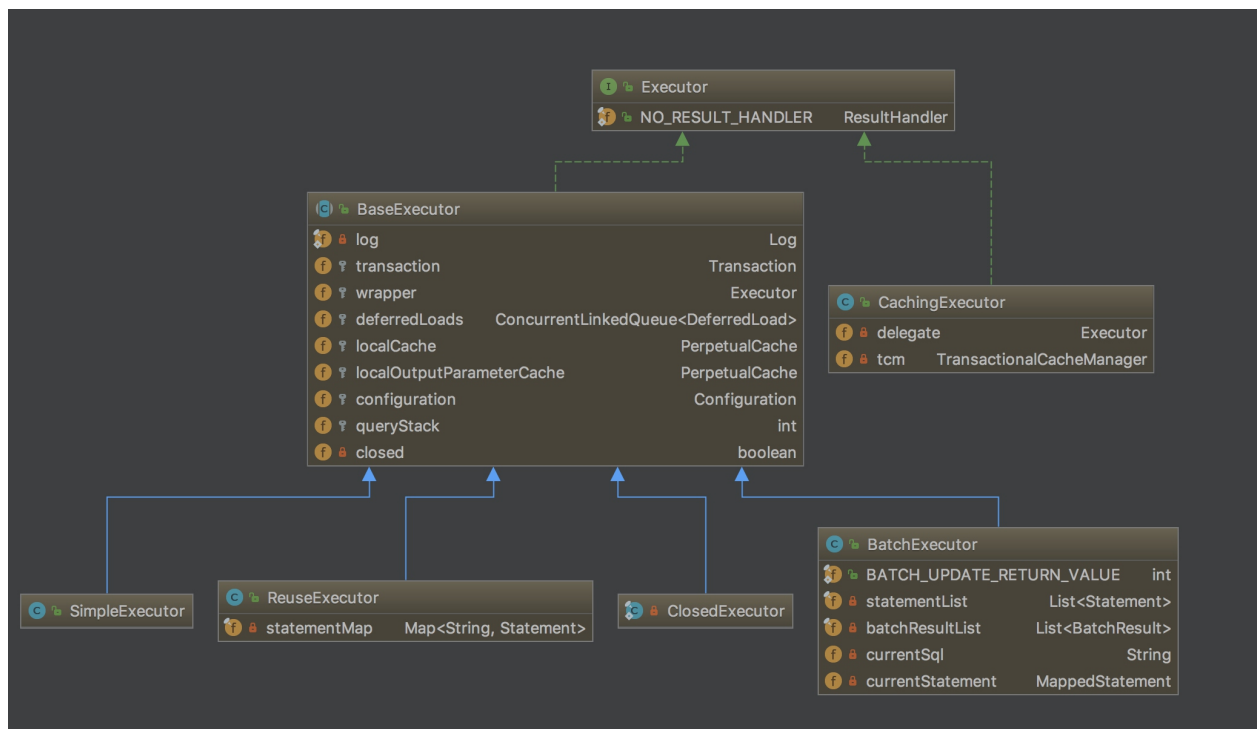 Executor
NO_RESULT_HANDLER ResultHandler
BaseExecutor
log Log
transaction Transaction
wrapper Executor
deferredLoads ConcurrentLinkedQueue<DeferredLoad>
localCache PerpetualCache
localOutputParameterCache PerpetualCache
configuration Configuration
queryStack int
closed boolean
CachingExecutor
delegate Executor
tcm TransactionalCacheManager
SimpleExecutor
ReuseExecutor
statementMap Map<String, Statement>
ClosedExecutor
BatchExecutor
BATCH_UPDATE_RETURN_VALUE int
statementList List<Statement>
batchResultList List<BatchResult>
currentSql String
currentStatement MappedStatement